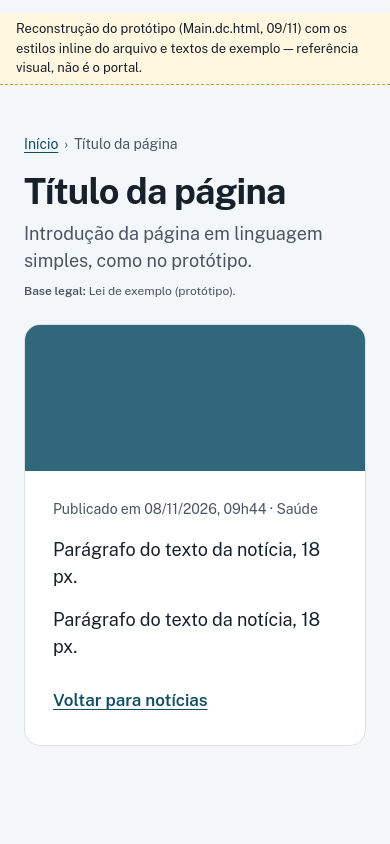 Reconstrução do protótipo (Main.dc.html, 09/11) com os
estilos inline do arquivo e textos de exemplo — referência
visual, não é o portal.
Início › Título da página
Título da página
Introdução da página em linguagem
simples, como no protótipo.
Base legal: Lei de exemplo (protótipo).
Publicado em 08/11/2026, 09h44 · Saúde
Parágrafo do texto da notícia, 18
px.
Parágrafo do texto da notícia, 18
px.
Voltar para notícias